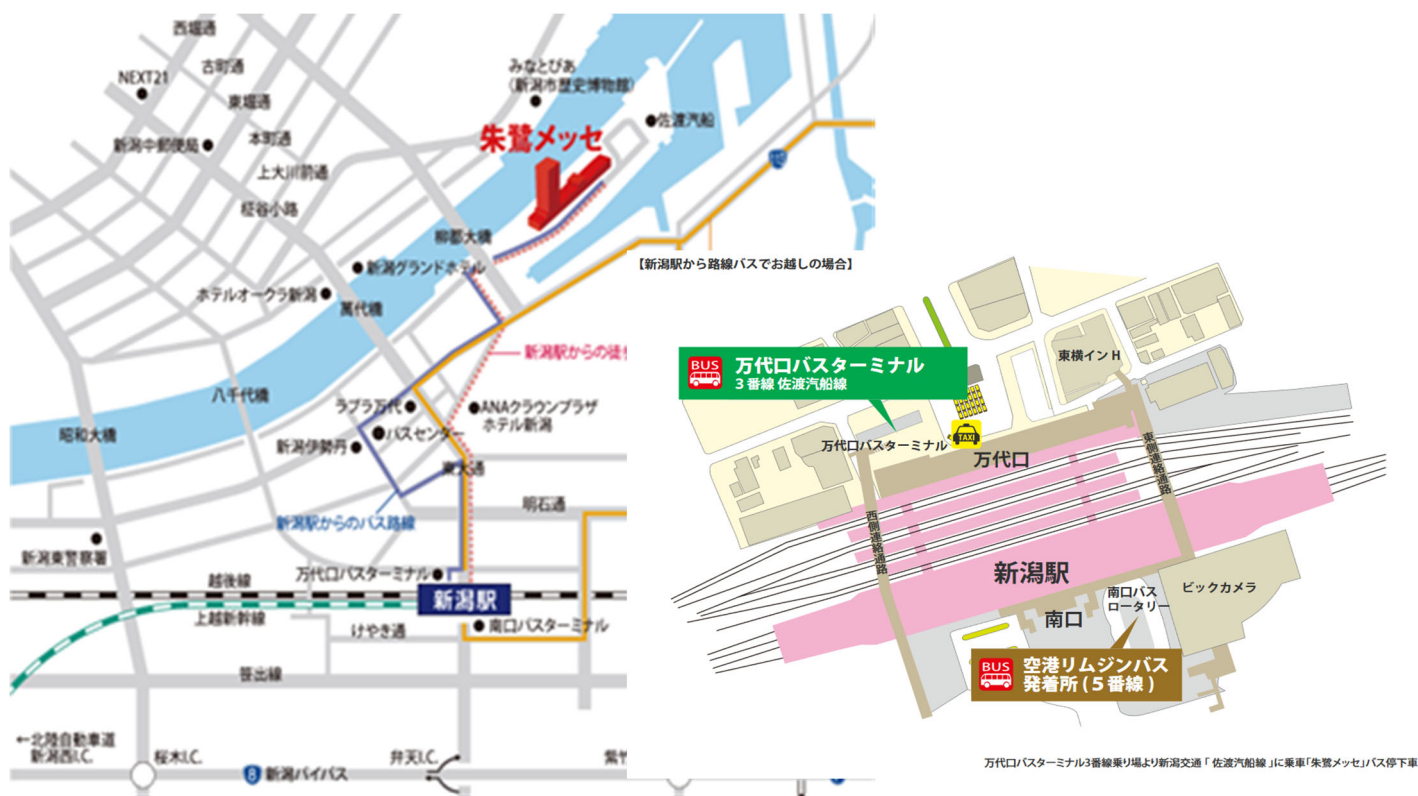 西堀通
NEXT21
古町通
東堀通
新潟中郵便局
本町通
上大川前通
柾谷小路
みなとぴあ
(新潟市歴史博物館)
佐渡汽船
朱鷺メッセ
柳都大橋
新潟グランドホテル
ホテルオークラ新潟
萬代橋
新潟駅からの徒
八千代橋
昭和大橋
ラブラ万代
バスセンター
新潟伊勢丹
ANAクラウンプラザ
ホテル新潟
東大通
明石通
新潟駅からのバス路線
新潟東警察署
万代口バスターミナル
越後線
新潟駅
上越新幹線
けやき通
南口バスターミナル
笹出線
←北陸自動車道
新潟西I.C.
桜木I.C.
弁天I.C.
紫竹
8 新潟バイパス
【新潟駅から路線バスでお越しの場合】
BUS
万代口バスターミナル
3番線 佐渡汽船線
東横インH
TAXI
万代口バスターミナル
万代口
東側連絡通路
西側連絡通路
新潟駅
南口バス
ロータリー
ビックカメラ
南口
BUS
空港リムジンバス
発着所(5番線)
万代口バスターミナル3番線乗り場より新潟交通「佐渡汽船線」に乗車「朱鷺メッセ」バス停下車